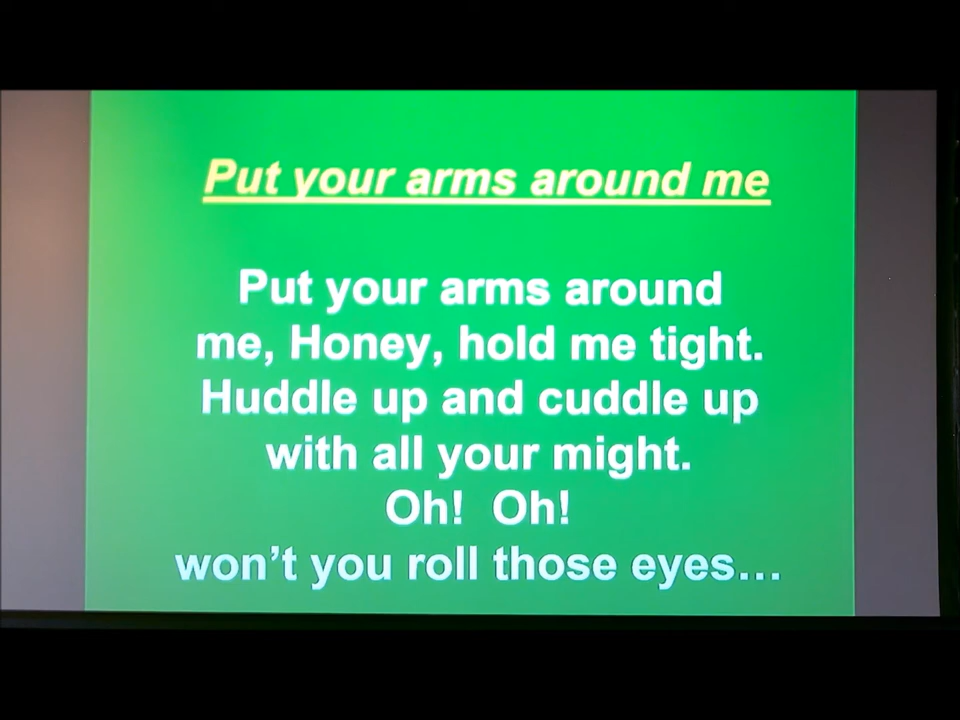 Put your arms around me
Put your arms around
me, Honey, hold me tight.
Huddle up and cuddle up
with all your might.
Oh!  Oh!
won't you roll those eyes…